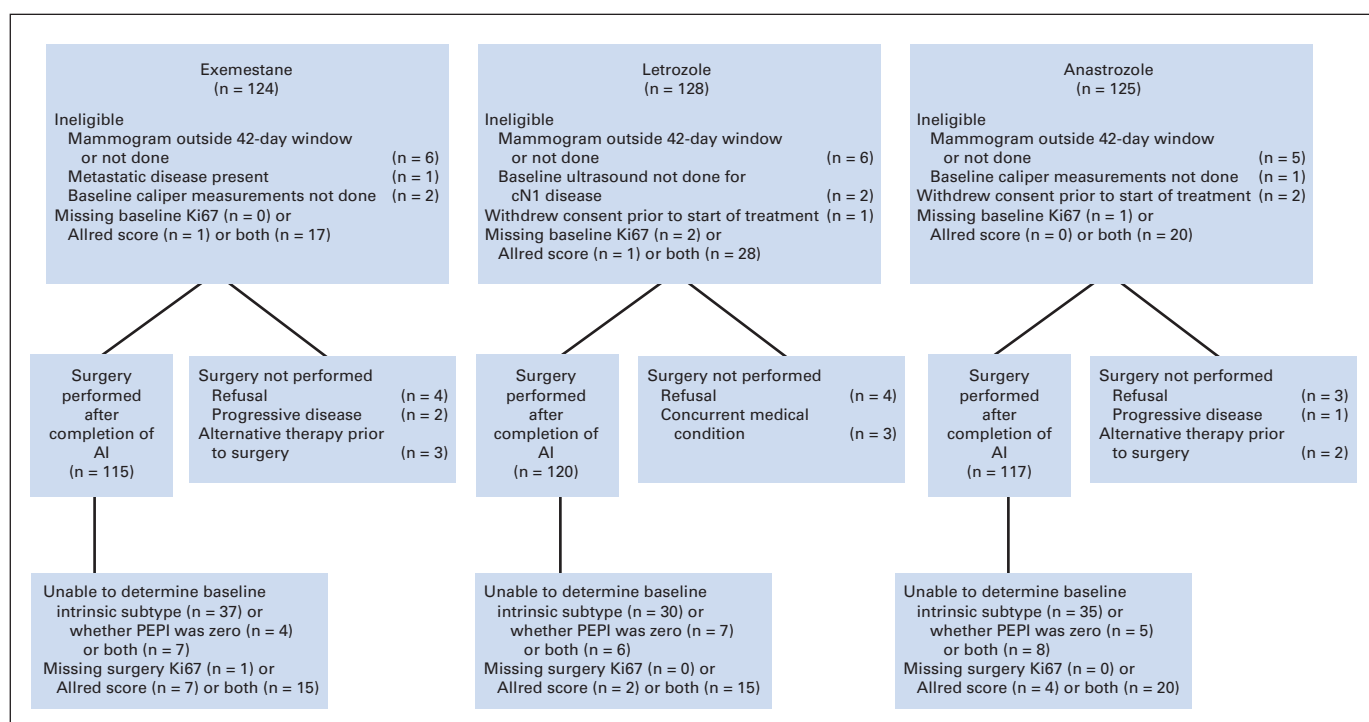 Exemestane
(n = 124)
Ineligible
Mammogram outside 42-day window
or not done (n = 6)
Metastatic disease present (n = 1)
Baseline caliper measurements not done (n = 2)
Missing baseline Ki67 (n = 0) or
Allred score (n = 1) or both (n = 17)
Letrozole
(n = 128)
Ineligible
Mammogram outside 42-day window
or not done (n = 6)
Baseline ultrasound not done for
cN1 disease (n = 2)
Withdrew consent prior to start of treatment (n = 1)
Missing baseline Ki67 (n = 2) or
Allred score (n = 1) or both (n = 28)
Anastrozole
(n = 125)
Ineligible
Mammogram outside 42-day window
or not done (n = 5)
Baseline caliper measurements not done (n = 1)
Withdrew consent prior to start of treatment (n = 2)
Missing baseline Ki67 (n = 1) or
Allred score (n = 0) or both (n = 20)
Surgery
performed
after
completion of
AI
(n = 115)
Surgery not performed
Refusal (n = 4)
Progressive disease (n = 2)
Alternative therapy prior
to surgery (n = 3)
Surgery
performed
after
completion of
AI
(n = 120)
Surgery not performed
Refusal (n = 4)
Concurrent medical
condition (n = 3)
Surgery
performed
after
completion of
AI
(n = 117)
Surgery not performed
Refusal (n = 3)
Progressive disease (n = 1)
Alternative therapy prior
to surgery (n = 2)
Unable to determine baseline
intrinsic subtype (n = 37) or
whether PEPI was zero (n = 4)
or both (n = 7)
Missing surgery Ki67 (n = 1) or
Allred score (n = 7) or both (n = 15)
Unable to determine baseline
intrinsic subtype (n = 30) or
whether PEPI was zero (n = 7)
or both (n = 6)
Missing surgery Ki67 (n = 0) or
Allred score (n = 2) or both (n = 15)
Unable to determine baseline
intrinsic subtype (n = 35) or
whether PEPI was zero (n = 5)
or both (n = 8)
Missing surgery Ki67 (n = 0) or
Allred score (n = 4) or both (n = 20)